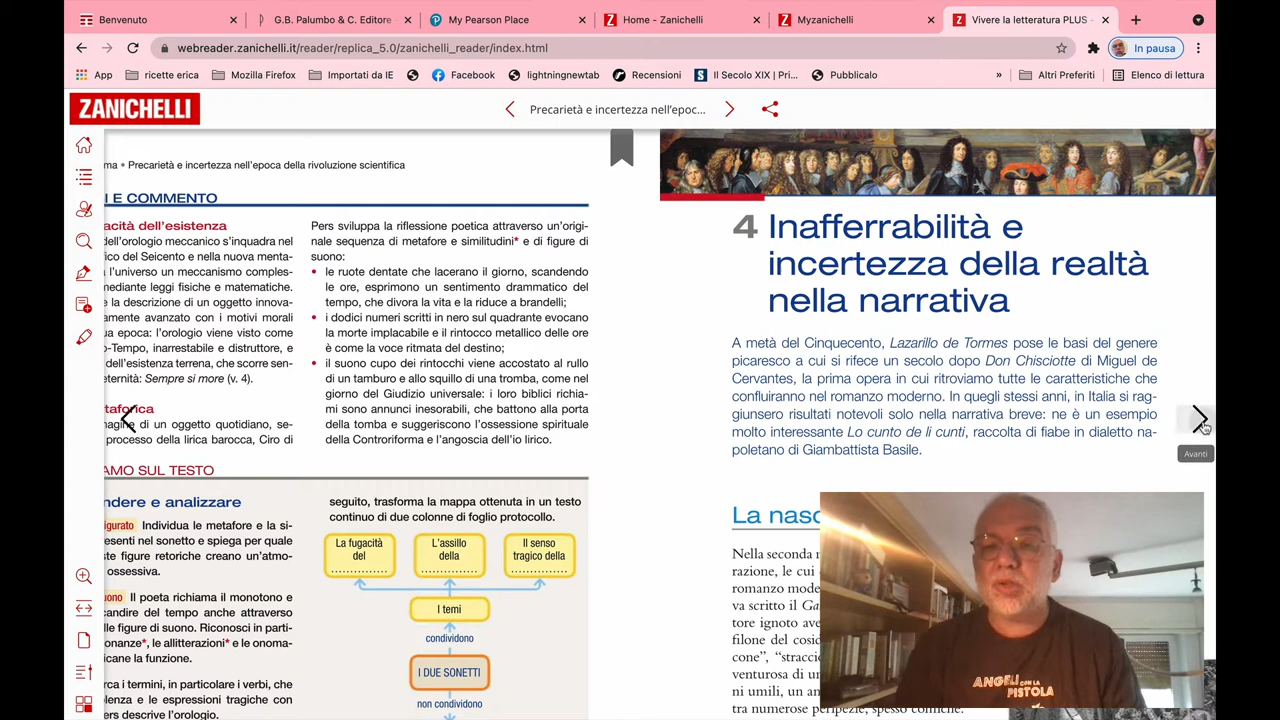 Benvenuto
G.B. Palumbo & C. Editore -
My Pearson Place
Home - Zanichelli
Myzanichelli
Vivere la letteratura PLUS -
webreader.zanichelli.it/reader/replica_5.0/zanichelli_reader/index.html
In pausa
App
ricette erica
Mozilla Firefox
Importati da IE
Facebook
lightningnewtab
Recensioni
Il Secolo XIX | Pri...
Pubblicalo
»
Altri Preferiti
Elenco di lettura
ZANICHELLI
Precarietà e incertezza nell'epoc...
ma • Precarietà e incertezza nell'epoca della rivoluzione scientifica
I E COMMENTO
acità dell'esistenza
dell'orologio meccanico s'inquadra nel
ico del Seicento e nella nuova menta-
a l'universo un meccanismo comples-
mediante leggi fisiche e matematiche.
e la descrizione di un oggetto innova-
amente avanzato con i motivi morali
ua epoca: l'orologio viene visto come
o-Tempo, inarrestabile e distruttore, e
dell'esistenza terrena, che scorre sen-
eternità: Sempre si more (v. 4).
taforica
magine di un oggetto quotidiano, se-
processo della lirica barocca, Ciro di
Pers sviluppa la riflessione poetica attraverso un'origi-
nale sequenza di metafore e similitudini* e di figure di
suono:
• le ruote dentate che lacerano il giorno, scandendo
le ore, esprimono un sentimento drammatico del
tempo, che divora la vita e la riduce a brandelli;
• i dodici numeri scritti in nero sul quadrante evocano
la morte implacabile e il rintocco metallico delle ore
è come la voce ritmata del destino;
• il suono cupo dei rintocchi viene accostato al rullo
di un tamburo e allo squillo di una tromba, come nel
giorno del Giudizio universale: i loro biblici richia-
mi sono annunci inesorabili, che battono alla porta
della tomba e suggeriscono l'ossessione spirituale
della Controriforma e l'angoscia dell'io lirico.
AMO SUL TESTO
ndere e analizzare
igurato Individua le metafore e la si-
esenti nel sonetto e spiega per quale
ste figure retoriche creano un'atmo-
ossessiva.
uono Il poeta richiama il monotono e
candire del tempo anche attraverso
lle figure di suono. Riconosci in parti-
onanze*, le allitterazioni* e le onoma-
icane la funzione.
rca i termini, in particolare i verbi, che
lenza e le espressioni tragiche con
ers descrive l'orologio.
seguito, trasforma la mappa ottenuta in un testo
continuo di due colonne di foglio protocollo.
La fugacità
del
..............
L'assillo
della
..............
Il senso
tragico della
..............
I temi
condividono
I DUE SONETTI
non condividono
4 Inafferrabilità e
incertezza della realtà
nella narrativa
A metà del Cinquecento, Lazarillo de Tormes pose le basi del genere
picaresco a cui si rifece un secolo dopo Don Chisciotte di Miguel de
Cervantes, la prima opera in cui ritroviamo tutte le caratteristiche che
confluiranno nel romanzo moderno. In quegli stessi anni, in Italia si rag-
giunsero risultati notevoli solo nella narrativa breve: ne è un esempio
molto interessante Lo cunto de li cunti, raccolta di fiabe in dialetto na-
poletano di Giambattista Basile.
Avanti
La nasc
Nella seconda m
razione, le cui
romanzo mode
va scritto il Ga
tore ignoto ave
filone del cosid
cone", "straccio
venturosa di un
ni umili, un an
tra numerose peripezie, spesso comiche.
ANGELI CON LA
PISTOLA